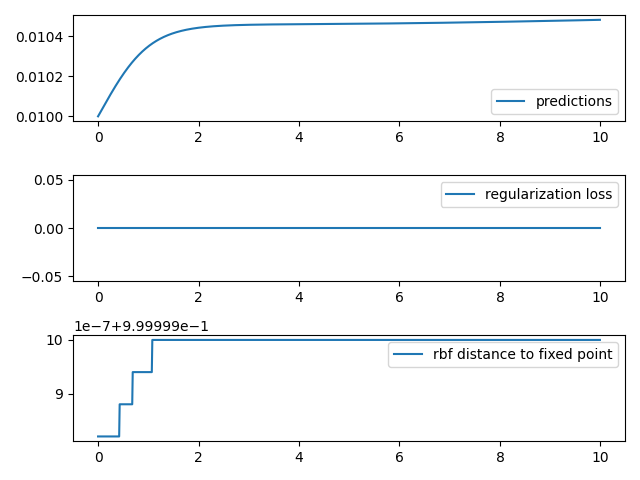 0.0104
0.0102
0.0100
predictions
0 2 4 6 8 10
0.05
0.00
−0.05
regularization loss
0 2 4 6 8 10
1e-7+9.99999e-1
10
9
rbf distance to fixed point
0 2 4 6 8 10